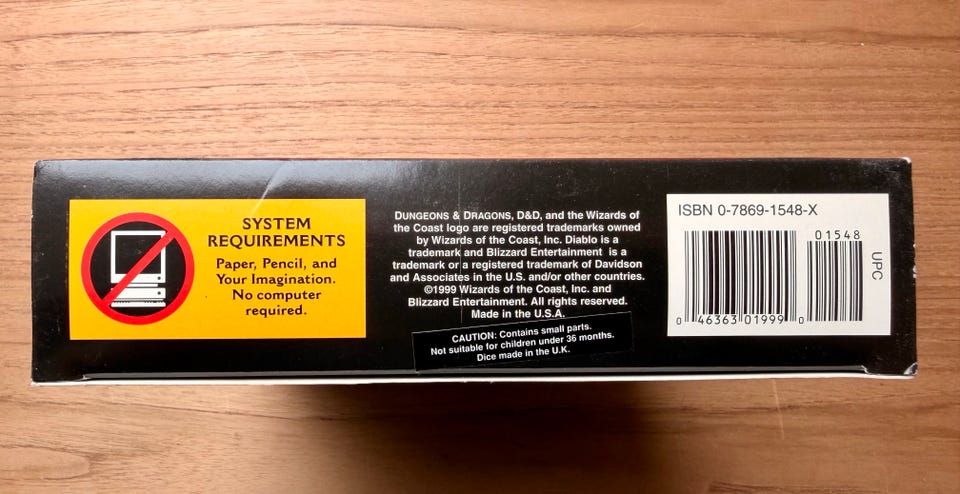 SYSTEM
REQUIREMENTS
Paper, Pencil, and
Your Imagination.
No computer
required.
DUNGEONS & DRAGONS, D&D, and the Wizards of
the Coast logo are registered trademarks owned
by Wizards of the Coast, Inc. Diablo is a
trademark and Blizzard Entertainment is a
trademark or a registered trademark of Davidson
and Associates in the U.S. and/or other countries.
©1999 Wizards of the Coast, Inc. and
Blizzard Entertainment. All rights reserved.
Made in the U.S.A.
CAUTION: Contains small parts.
Not suitable for children under 36 months.
Dice made in the U.K.
ISBN 0-7869-1548-X
01548
UPC
0 46363 01999 0